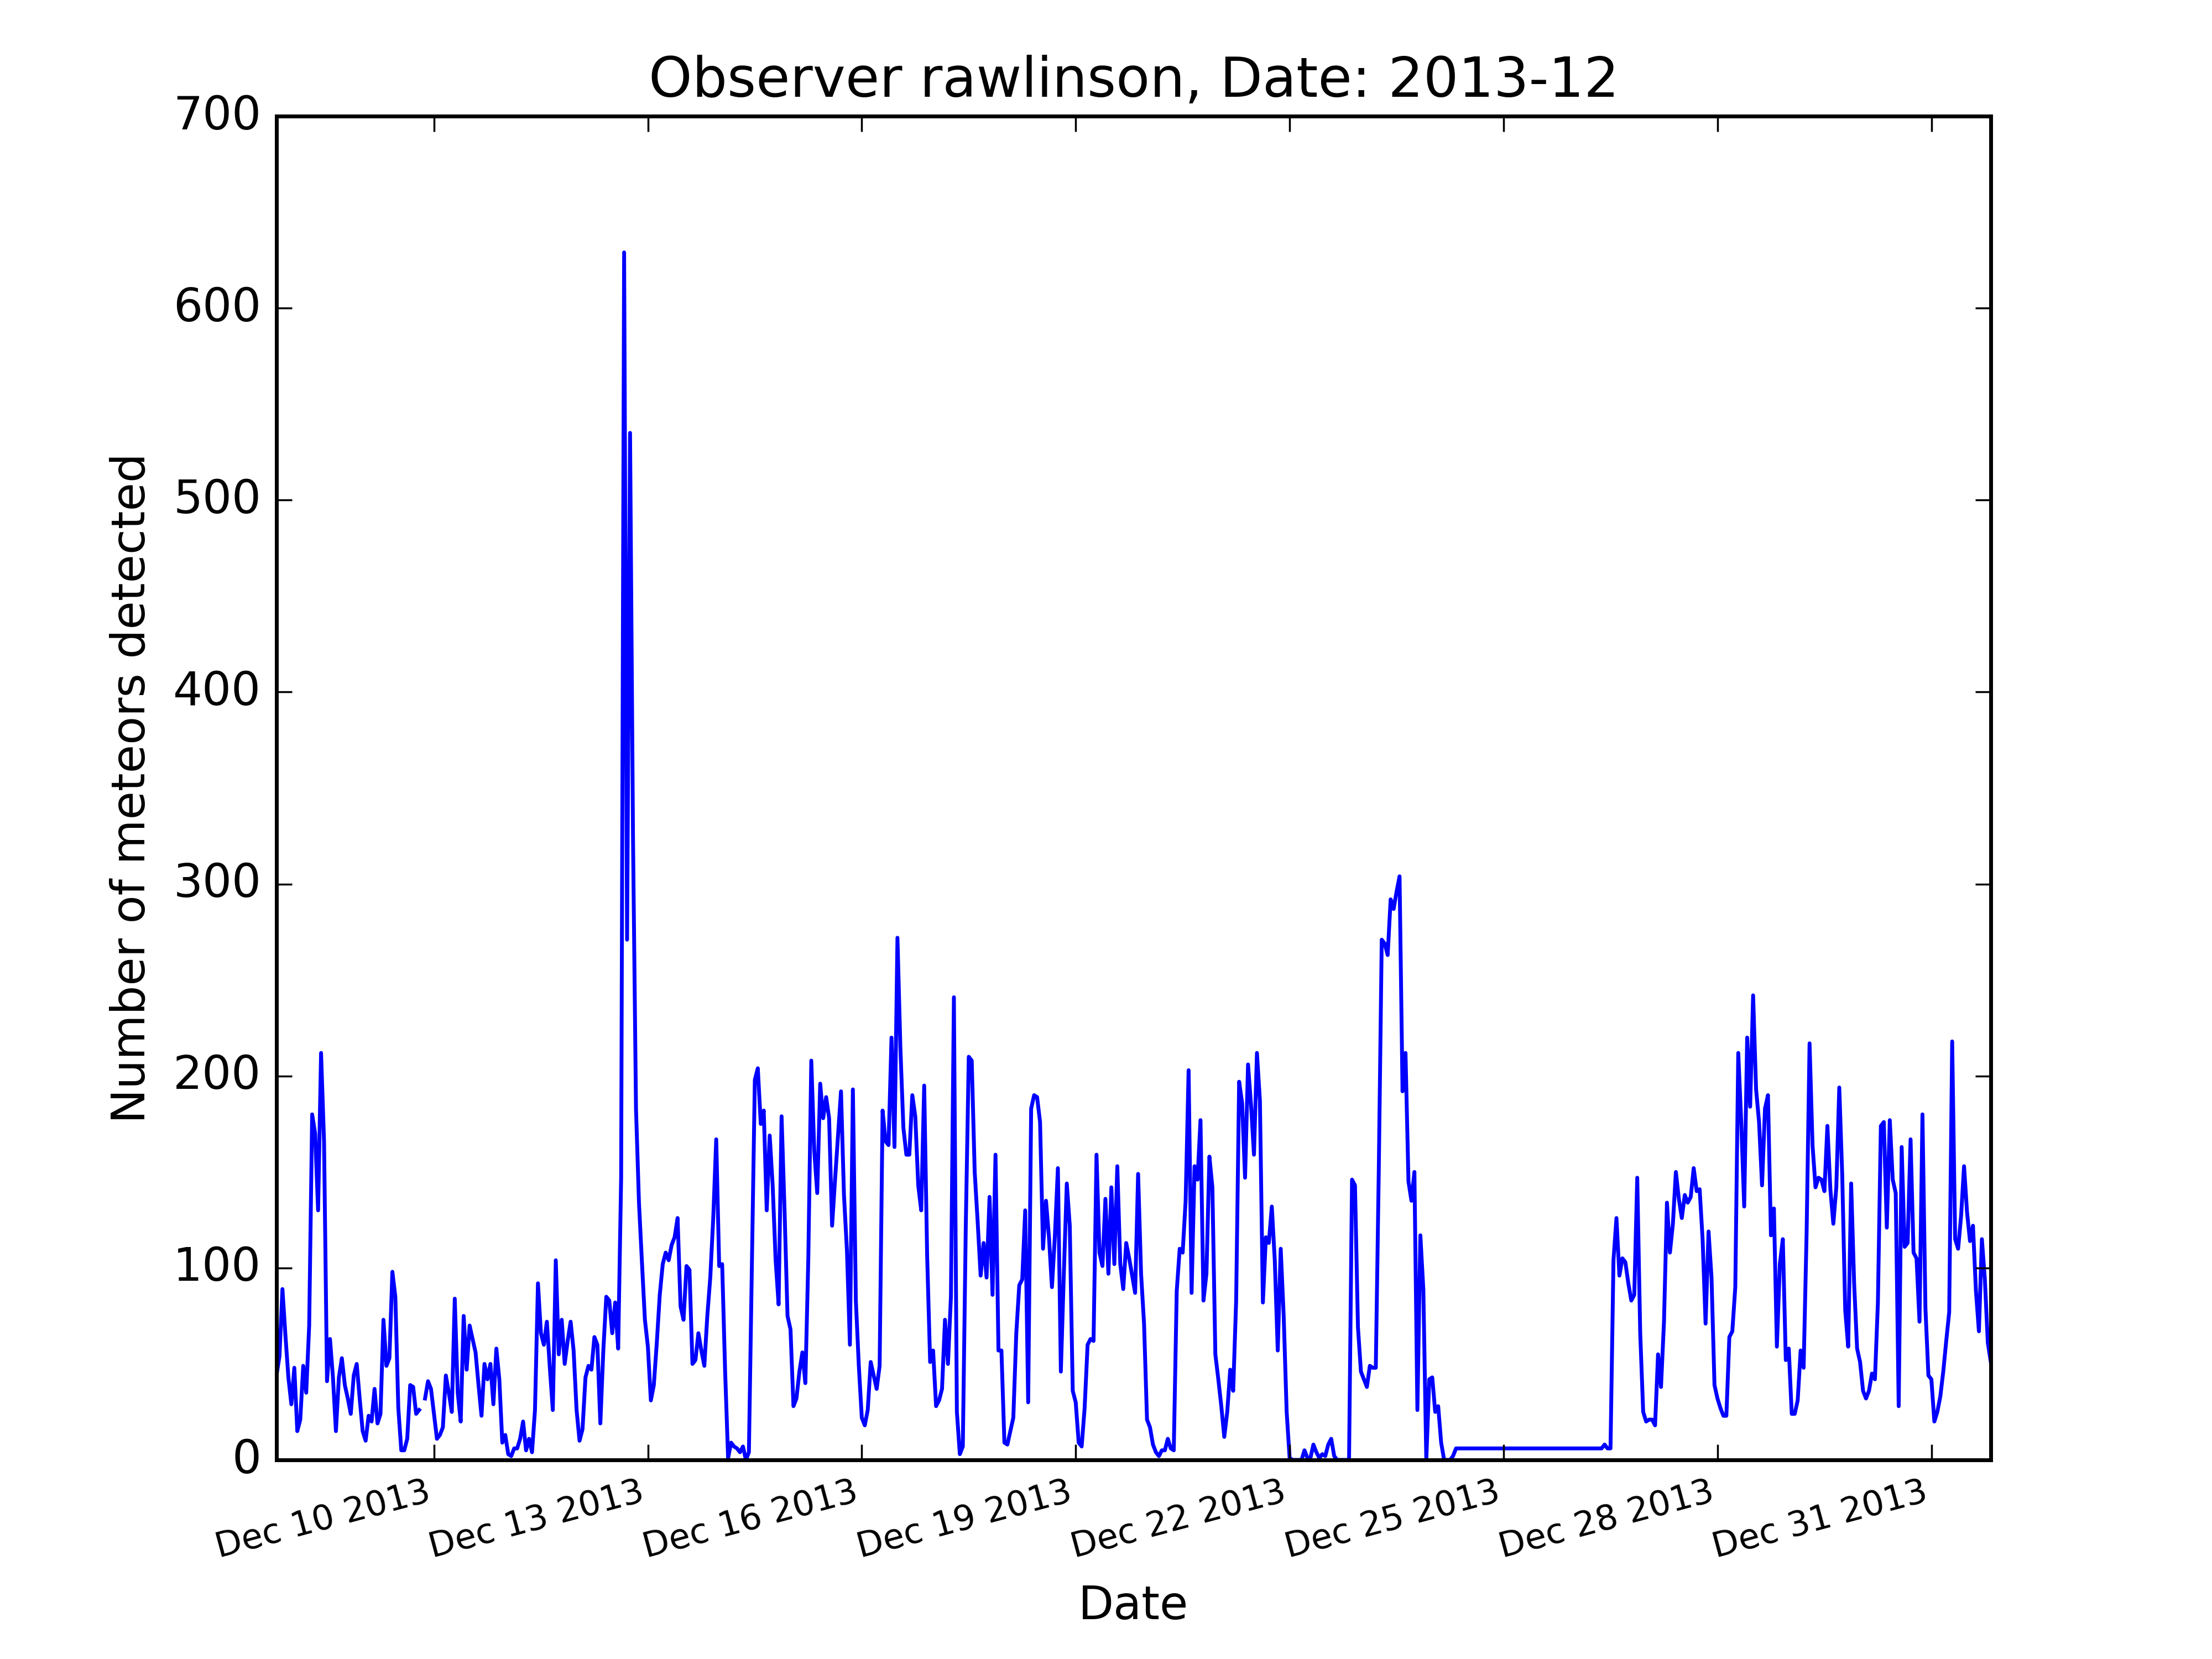 Observer rawlinson, Date: 2013-12
700
600
500
400
300
200
100
0
Number of meteors detected
Dec 10 2013
Dec 13 2013
Dec 16 2013
Dec 19 2013
Dec 22 2013
Dec 25 2013
Dec 28 2013
Dec 31 2013
Date